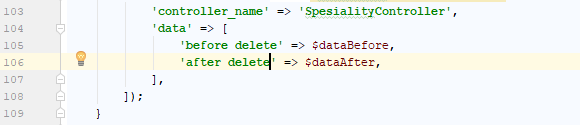 103 'controller_name' => 'SpesialityController',
104 'data' => [
105 'before delete' => $dataBefore,
106 'after delete' => $dataAfter,
107 ],
108 ]);
109 }